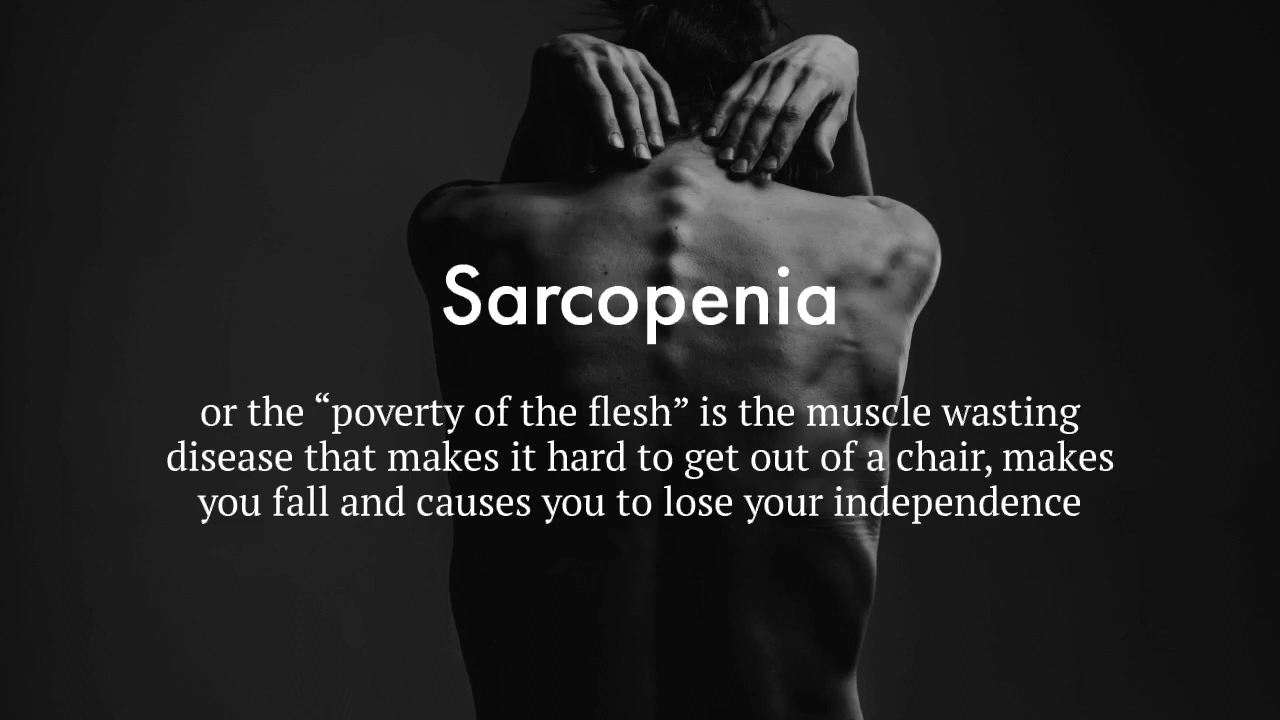 Sarcopenia
or the “poverty of the flesh” is the muscle wasting
disease that makes it hard to get out of a chair, makes
you fall and causes you to lose your independence